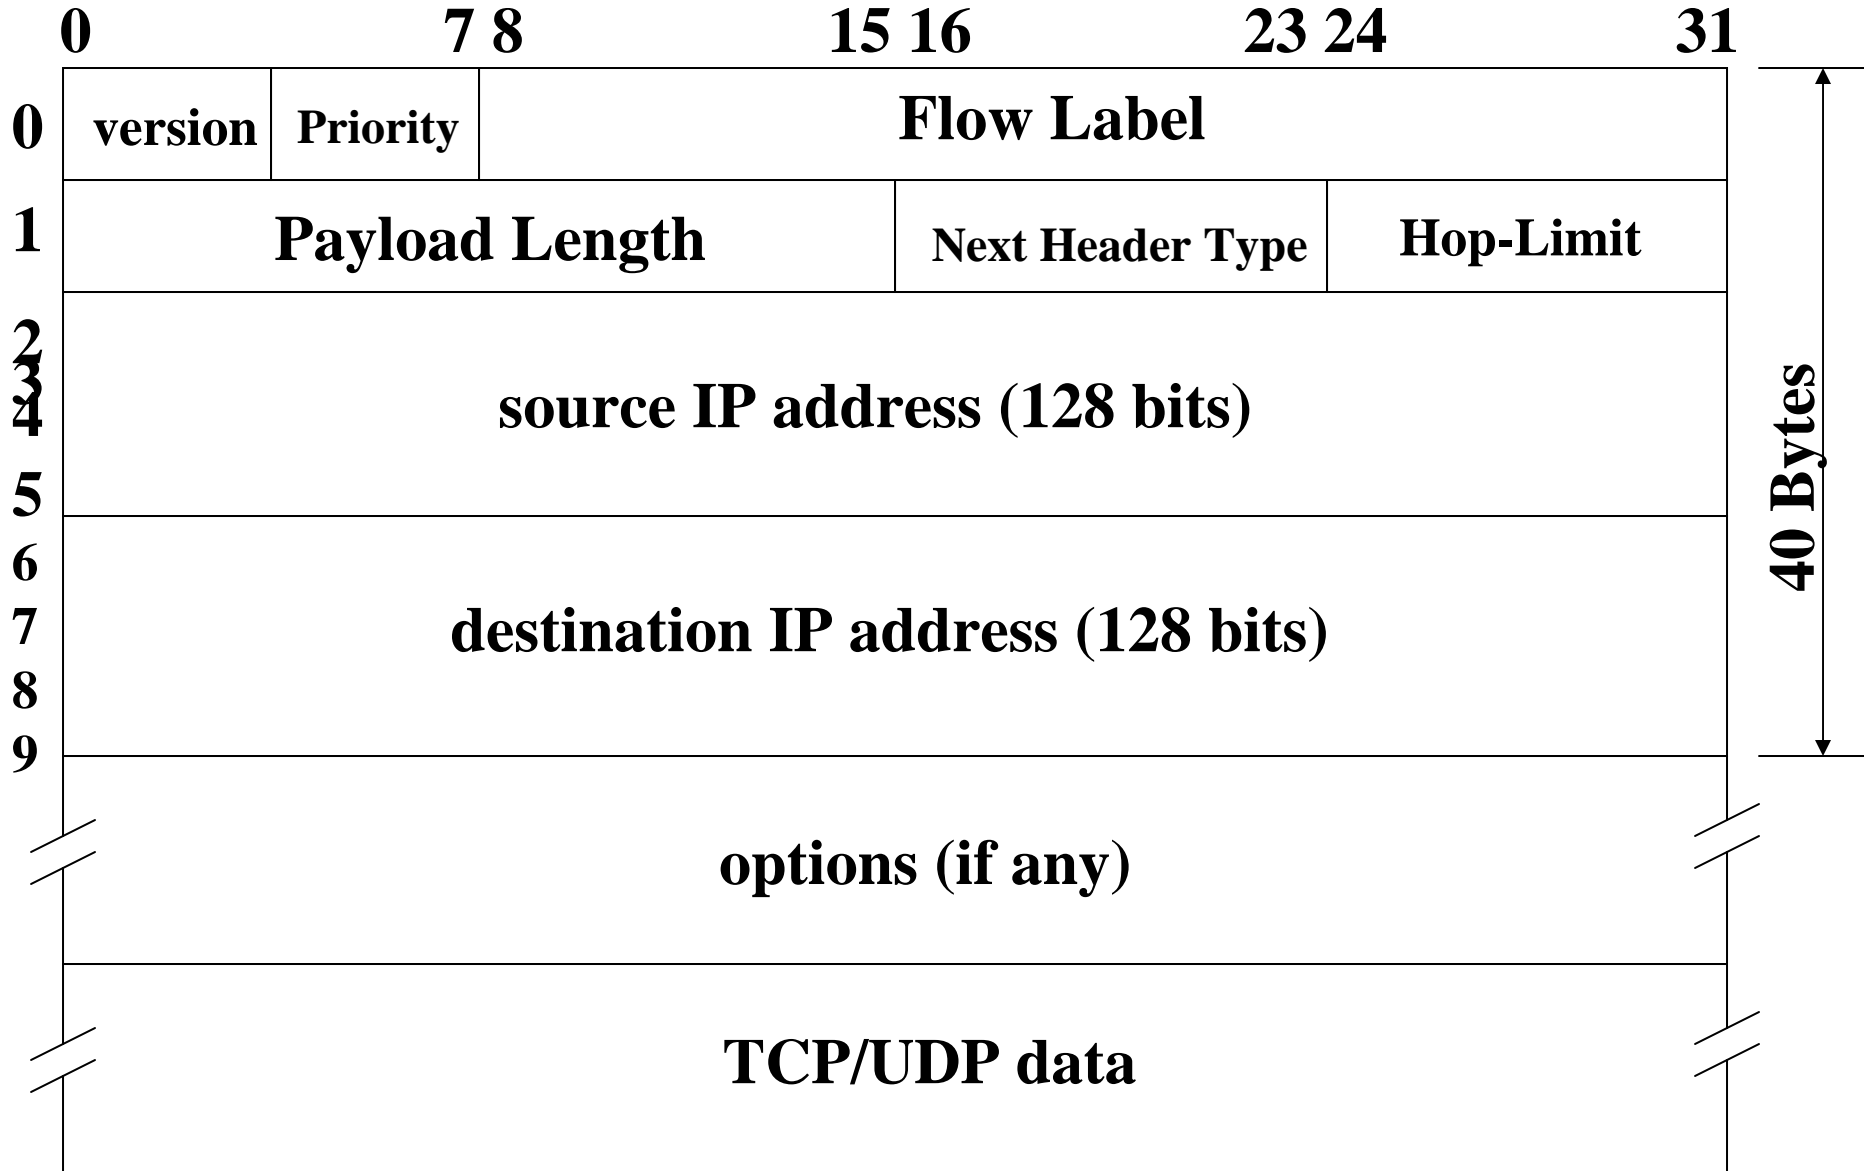 0 7 8 15 16 23 24 31
0 version Priority Flow Label
1 Payload Length Next Header Type Hop-Limit
2
3
4 source IP address (128 bits)
5
40 Bytes
6
7 destination IP address (128 bits)
8
9
options (if any)
TCP/UDP data